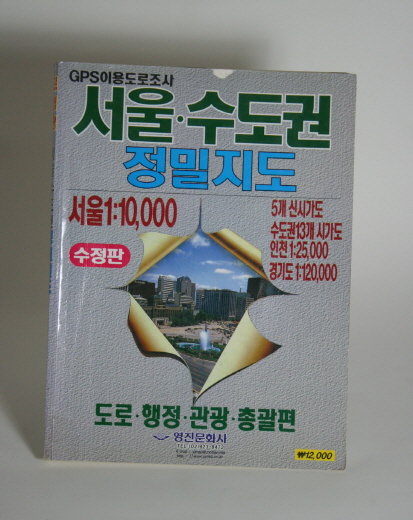 GPS이용도로조사
서울·수도권
정밀지도
서울1:10,000
5개 신시가도
수도권13개 시가도
인천 1:25,000
경기도 1:120,000
수정판
도로·행정·관광·총괄편
영진문화사
₩12,000